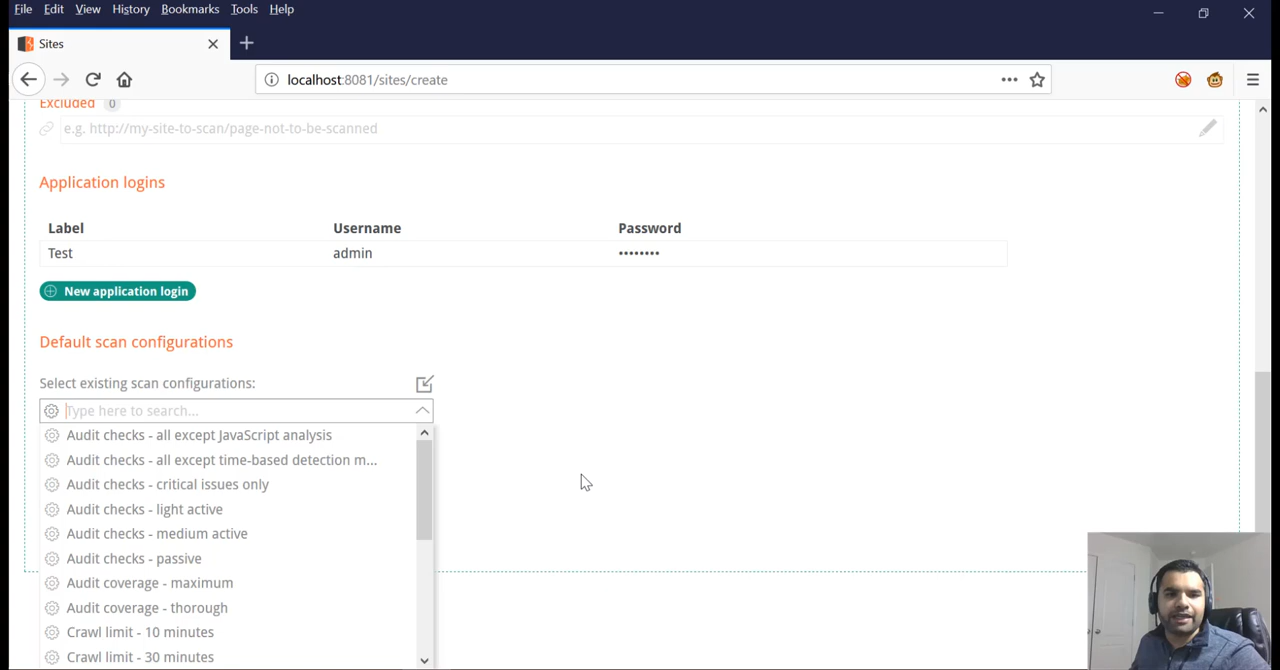 File Edit View History Bookmarks Tools Help
Sites
localhost:8081/sites/create
Excluded 0
e.g. http://my-site-to-scan/page-not-to-be-scanned
Application logins
Label Username Password
Test admin ••••••••
New application login
Default scan configurations
Select existing scan configurations:
Type here to search...
Audit checks - all except JavaScript analysis
Audit checks - all except time-based detection m...
Audit checks - critical issues only
Audit checks - light active
Audit checks - medium active
Audit checks - passive
Audit coverage - maximum
Audit coverage - thorough
Crawl limit - 10 minutes
Crawl limit - 30 minutes